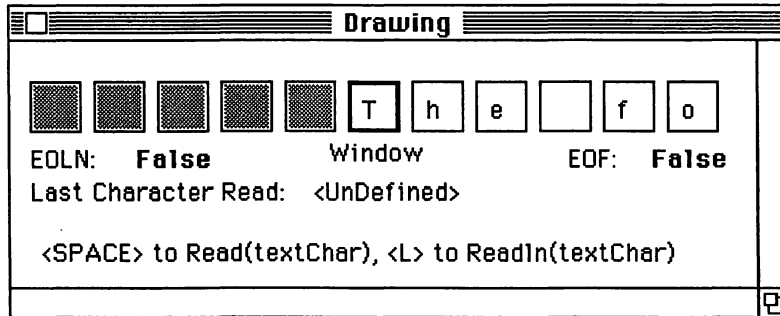 Drawing
T h e f o
EOLN: False Window EOF: False
Last Character Read: <UnDefined>
<SPACE> to Read(textChar), <L> to Readln(textChar)